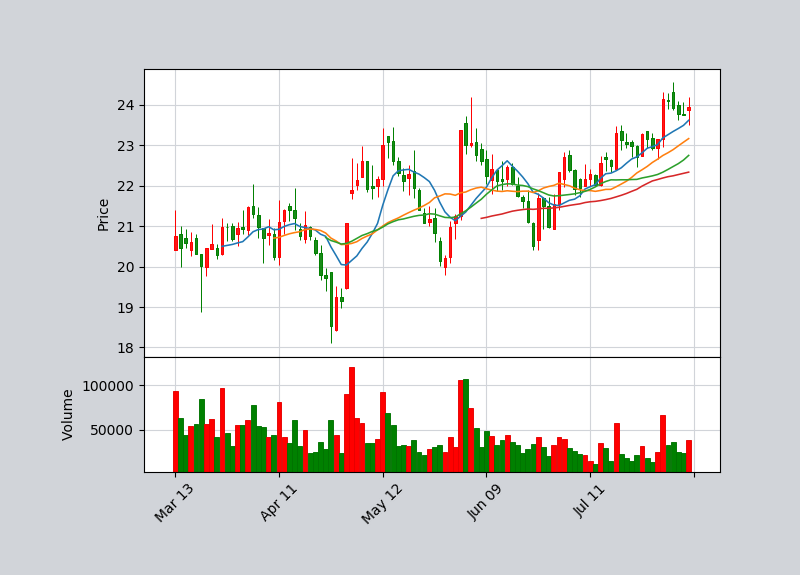 24
23
22
21
20
19
18
Price
100000
50000
Volume
Mar 13
Apr 11
May 12
Jun 09
Jul 11